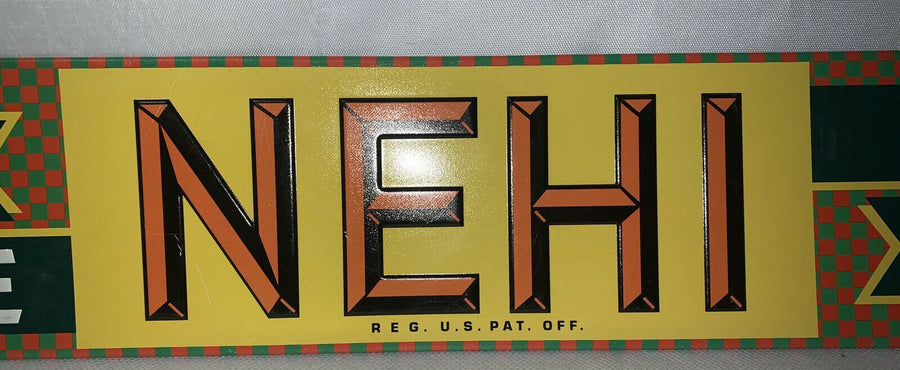 NEHI
REG. U.S. PAT. OFF.